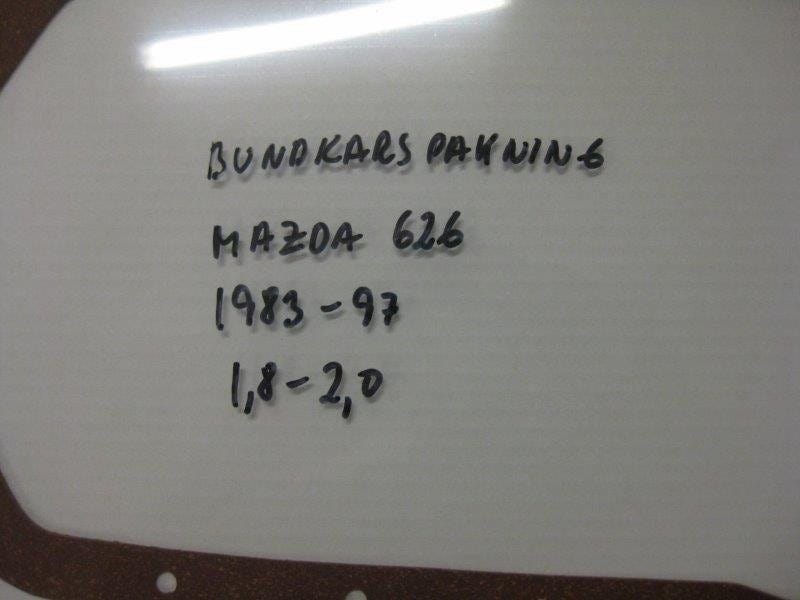 BUNDKARSPAKNING
MAZDA 626
1983-97
1,8-2,0